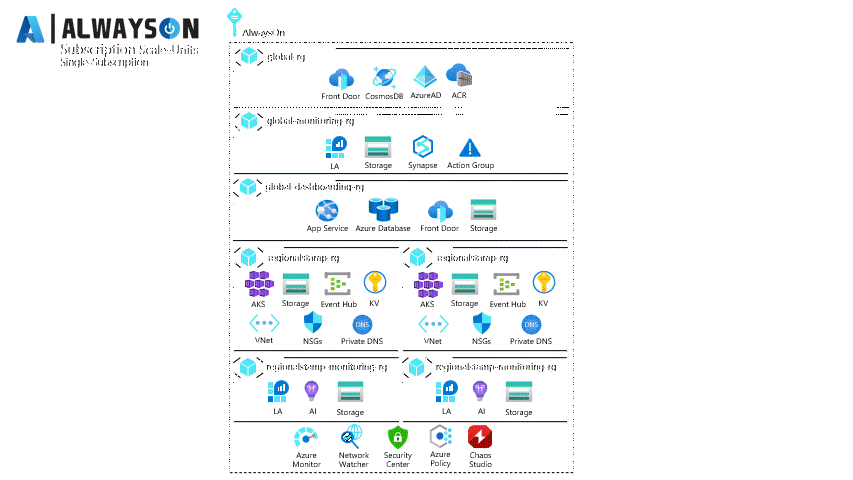 ALWAYSON
Subscription Scale-Units
Single-Subscription
AlwaysOn
global-rg
Front Door CosmosDB AzureAD ACR
global-monitoring-rg
LA Storage Synapse Action Group
global-dashboarding-rg
App Service Azure Database Front Door Storage
regionalstamp-rg regionalstamp-rg
AKS Storage Event Hub KV AKS Storage Event Hub KV
DNS DNS
VNet NSGs Private DNS VNet NSGs Private DNS
regionalstamp-monitoring-rg regionalstamp-monitoring-rg
LA AI Storage LA AI Storage
Azure Monitor Network Watcher Security Center Azure Policy Chaos Studio